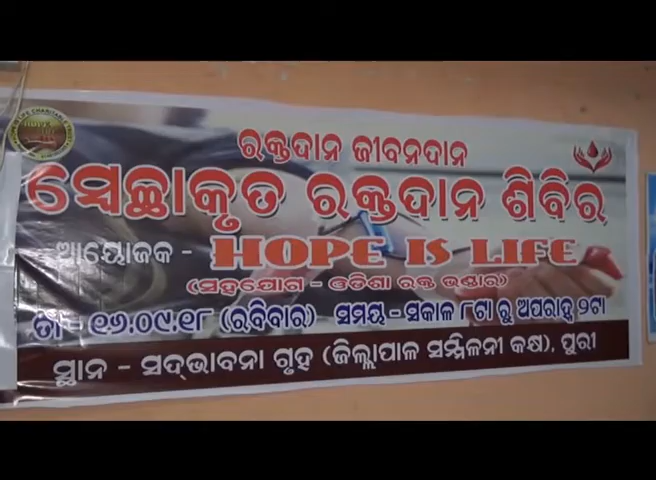 ରକ୍ତଦାନ ଜୀବନଦାନ
ସ୍ୱେଚ୍ଛାକୃତ ରକ୍ତଦାନ ଶିବିର
ଆୟୋଜକ - HOPE IS LIFE
(ସହଯୋଗ - ଓଡିଶା ରକ୍ତ ଭଣ୍ଡାର)
ତା - ୧୬.୦୯.୧୮ (ରବିବାର) ସମୟ - ସକାଳ ୮ଟା ରୁ ଅପରାହ୍ନ ୨ଟା
ସ୍ଥାନ - ସଦ୍‌ଭାବନା ଗୃହ (ଜିଲ୍ଲାପାଳ ସମ୍ମିଳନୀ କକ୍ଷ), ପୁରୀ